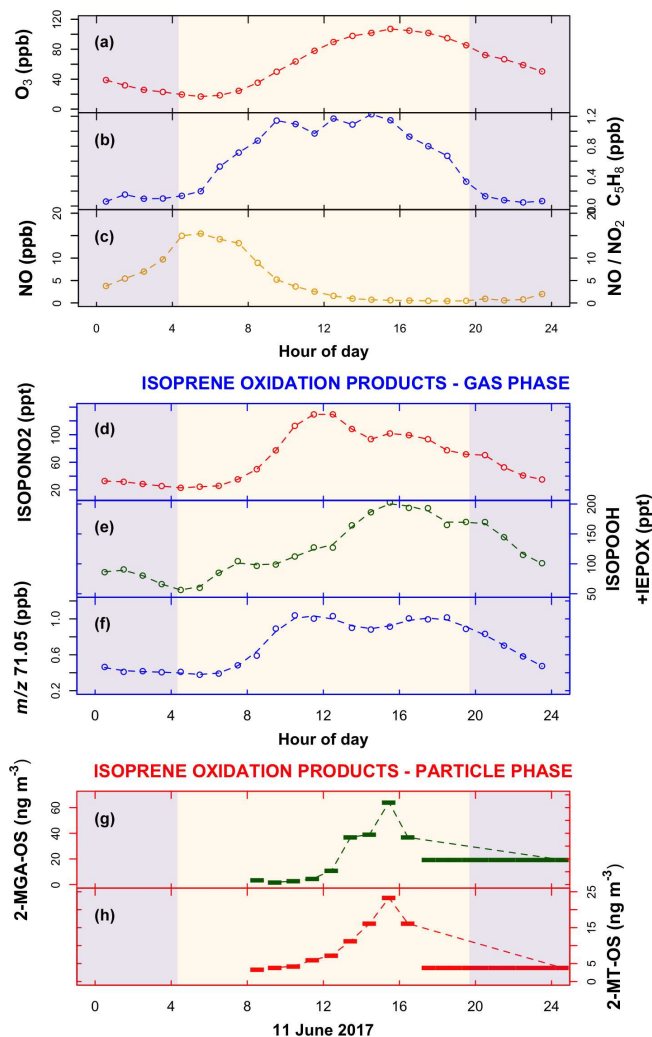 O3 (ppb)
0 40 80 120
(a)
(b)
0.0 0.4 0.8 1.2
C5H8 (ppb)
NO (ppb)
0 5 10 15 20
(c)
NO / NO2
0 4 8 12 16 20 24
Hour of day
ISOPRENE OXIDATION PRODUCTS - GAS PHASE
ISOPONO2 (ppt)
20 60 100
(d)
(e)
50 100 150 200
ISOPOOH
+IEPOX (ppt)
m/z 71.05 (ppb)
0.2 0.6 1.0
(f)
0 4 8 12 16 20 24
Hour of day
ISOPRENE OXIDATION PRODUCTS - PARTICLE PHASE
2-MGA-OS (ng m-3)
0 20 40 60
(g)
(h)
0 5 15 25
2-MT-OS (ng m-3)
0 4 8 12 16 20 24
11 June 2017